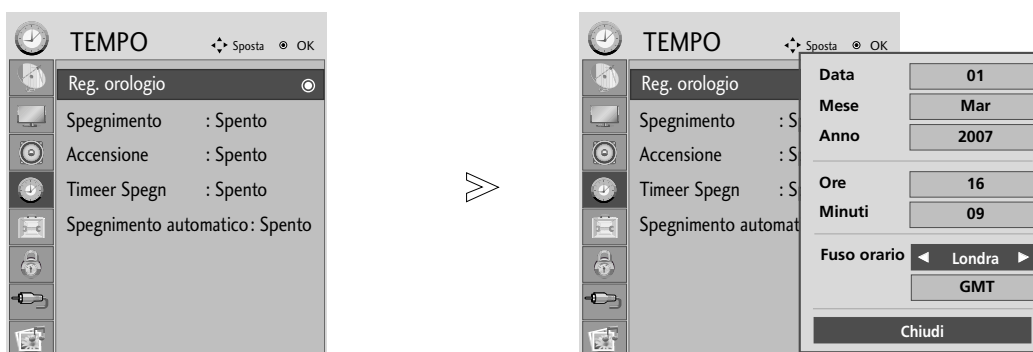 TEMPO Sposta OK
Reg. orologio
Spegnimento : Spento
Accensione : Spento
Timeer Spegn : Spento
Spegnimento automatico : Spento
TEMPO Sposta OK
Reg. orologio
Spegnimento : S
Accensione : S
Timeer Spegn : S
Spegnimento automat
Data 01
Mese Mar
Anno 2007
Ore 16
Minuti 09
Fuso orario Londra
GMT
Chiudi